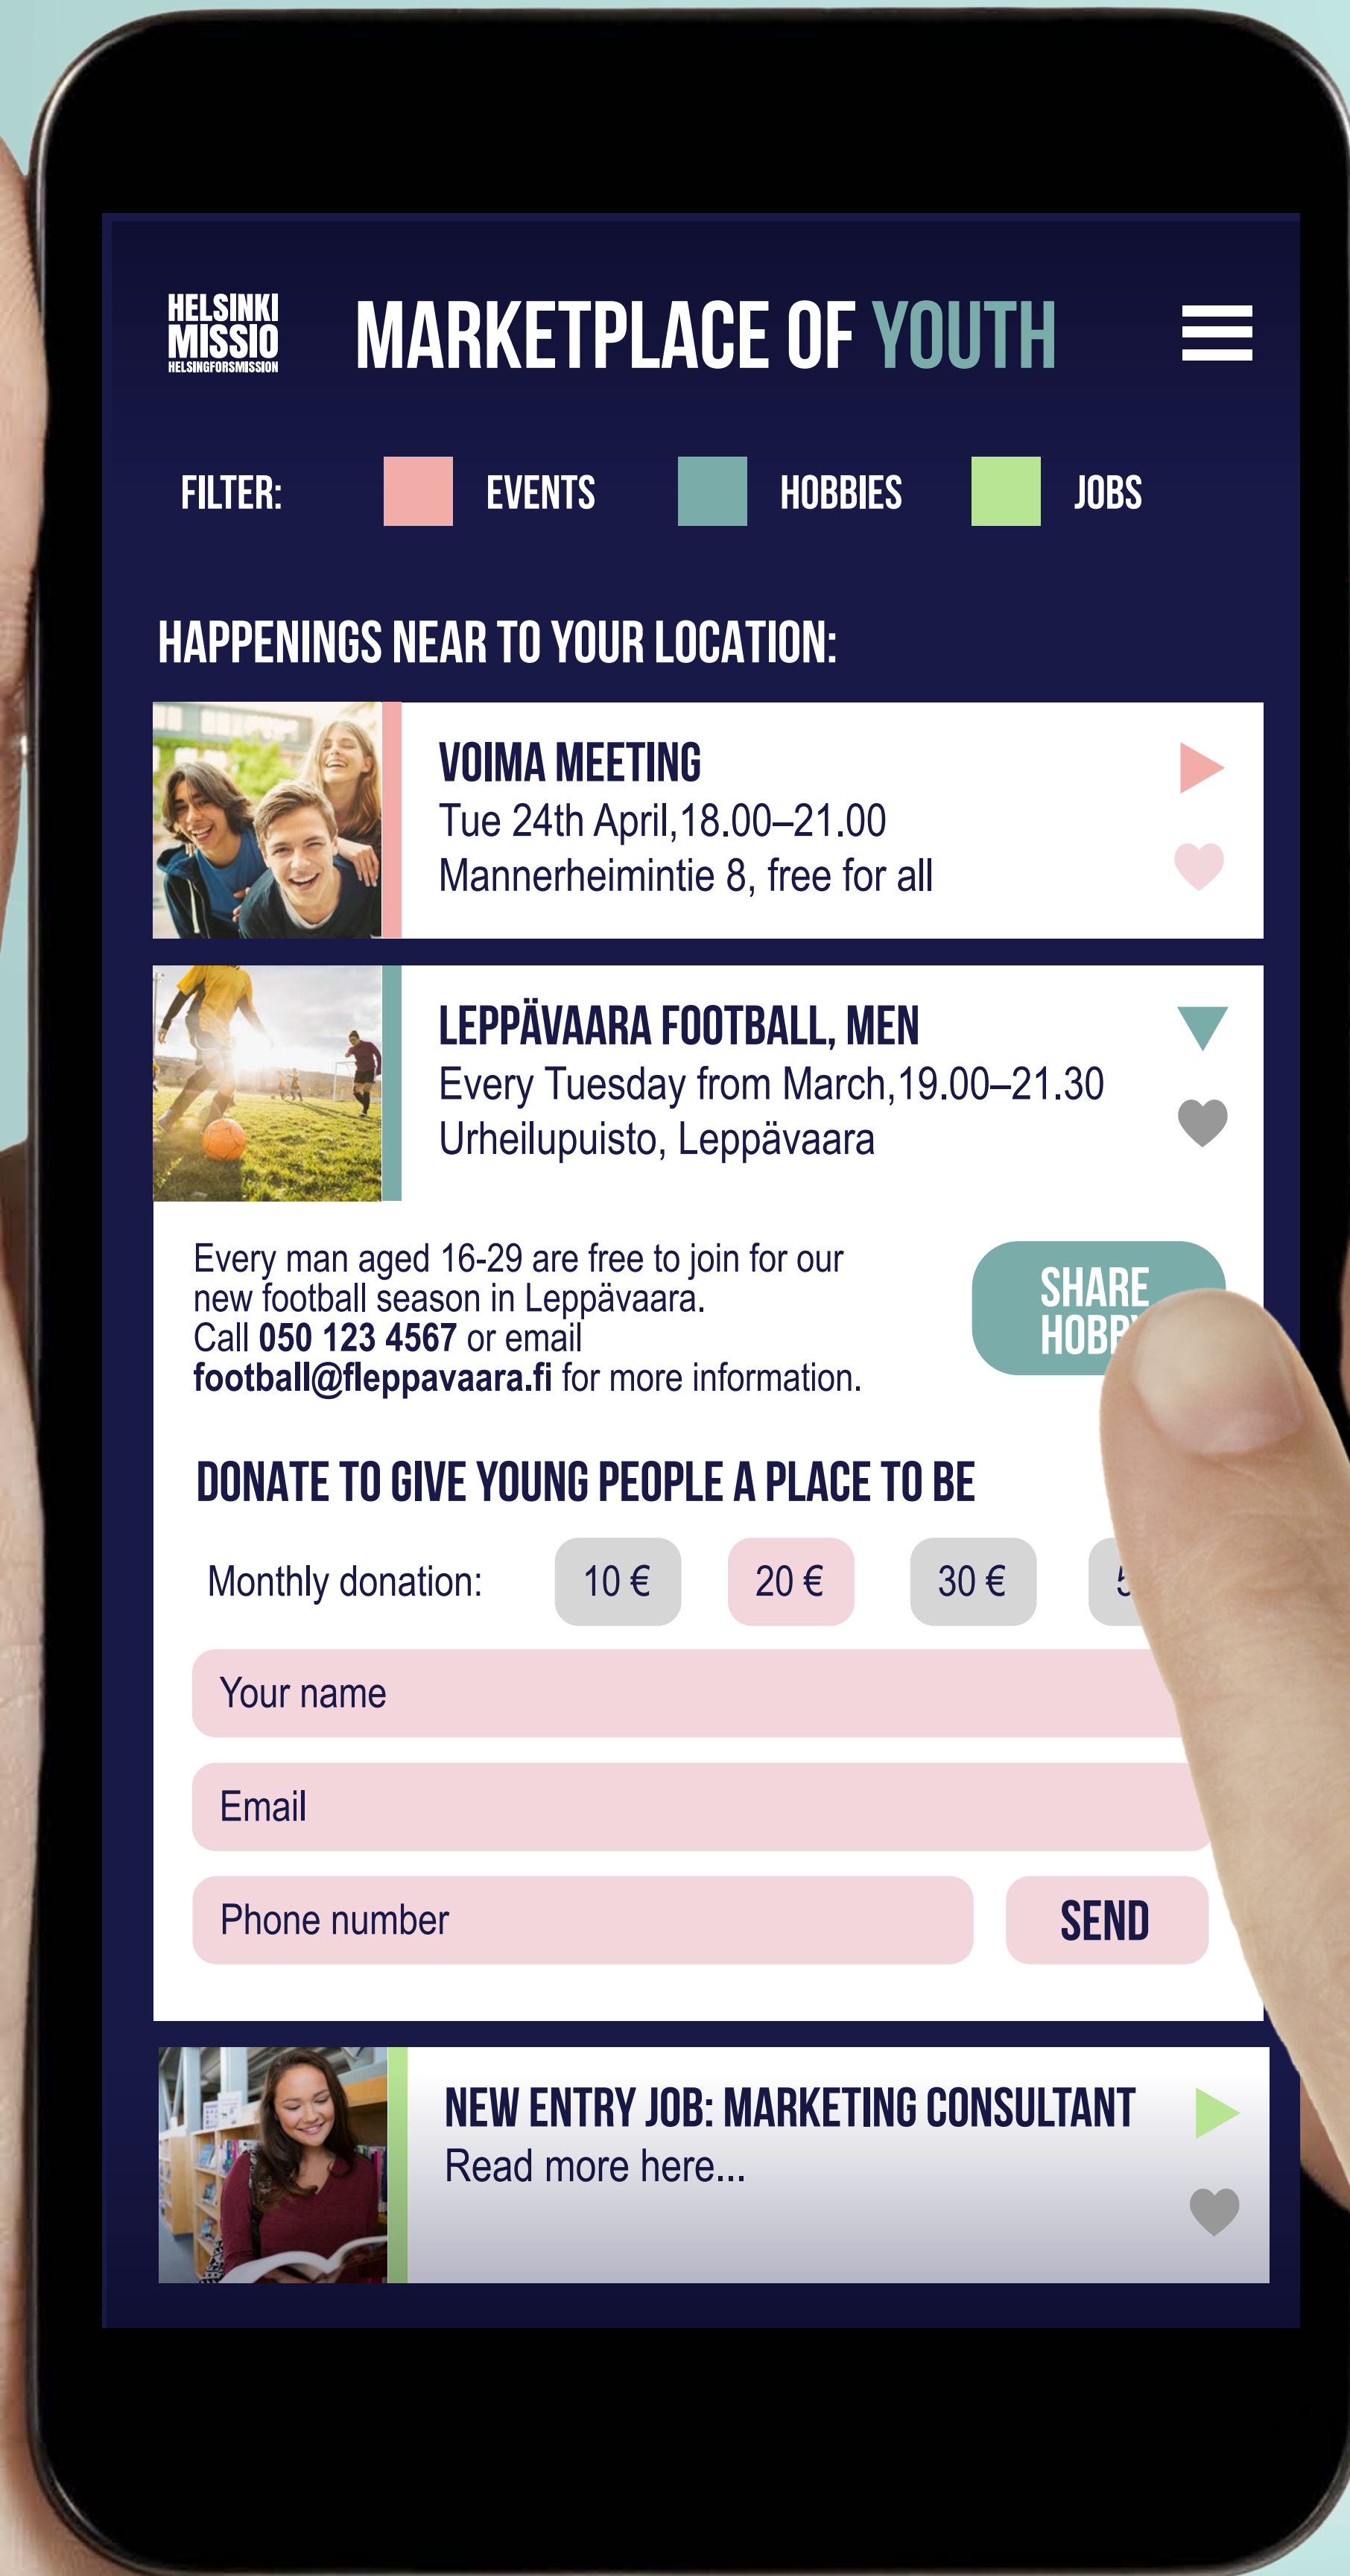 HELSINKI
MISSIO
HELSINGFORSMISSION
MARKETPLACE OF YOUTH
FILTER:
EVENTS
HOBBIES
JOBS
HAPPENINGS NEAR TO YOUR LOCATION:
VOIMA MEETING
Tue 24th April,18.00–21.00
Mannerheimintie 8, free for all
LEPPÄVAARA FOOTBALL, MEN
Every Tuesday from March,19.00–21.30
Urheilupuisto, Leppävaara
Every man aged 16-29 are free to join for our
new football season in Leppävaara.
Call 050 123 4567 or email
football@fleppavaara.fi for more information.
SHARE
DONATE TO GIVE YOUNG PEOPLE A PLACE TO BE
Monthly donation:
10 €
20 €
30 €
Your name
Email
Phone number
SEND
NEW ENTRY JOB: MARKETING CONSULTANT
Read more here...